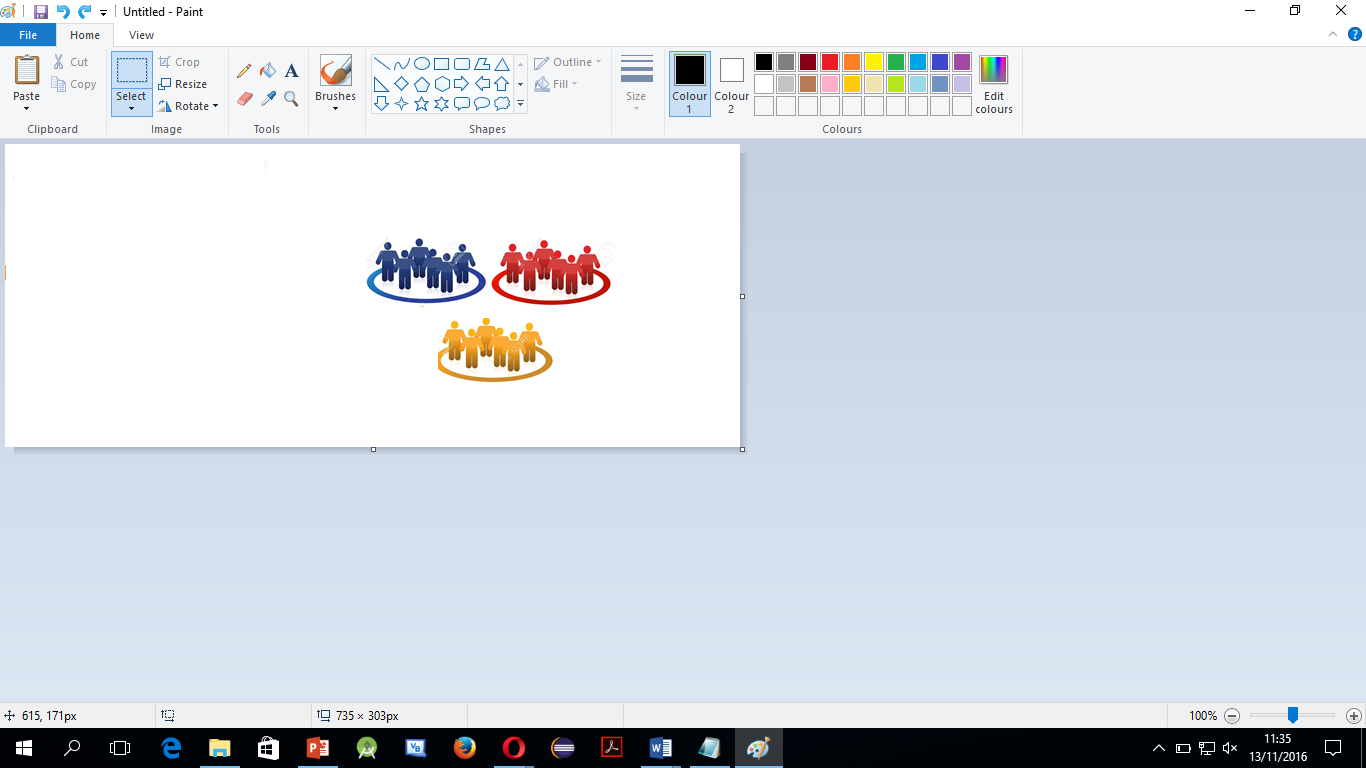 Untitled - Paint
File Home View
Paste
Cut
Copy
Clipboard
Select
Crop
Resize
Rotate
Image
A
Tools
Brushes
Outline
Fill
Shapes
Size
Colour 1
Colour 2
Edit colours
Colours
615, 171px
735 × 303px
100%
11:35
13/11/2016